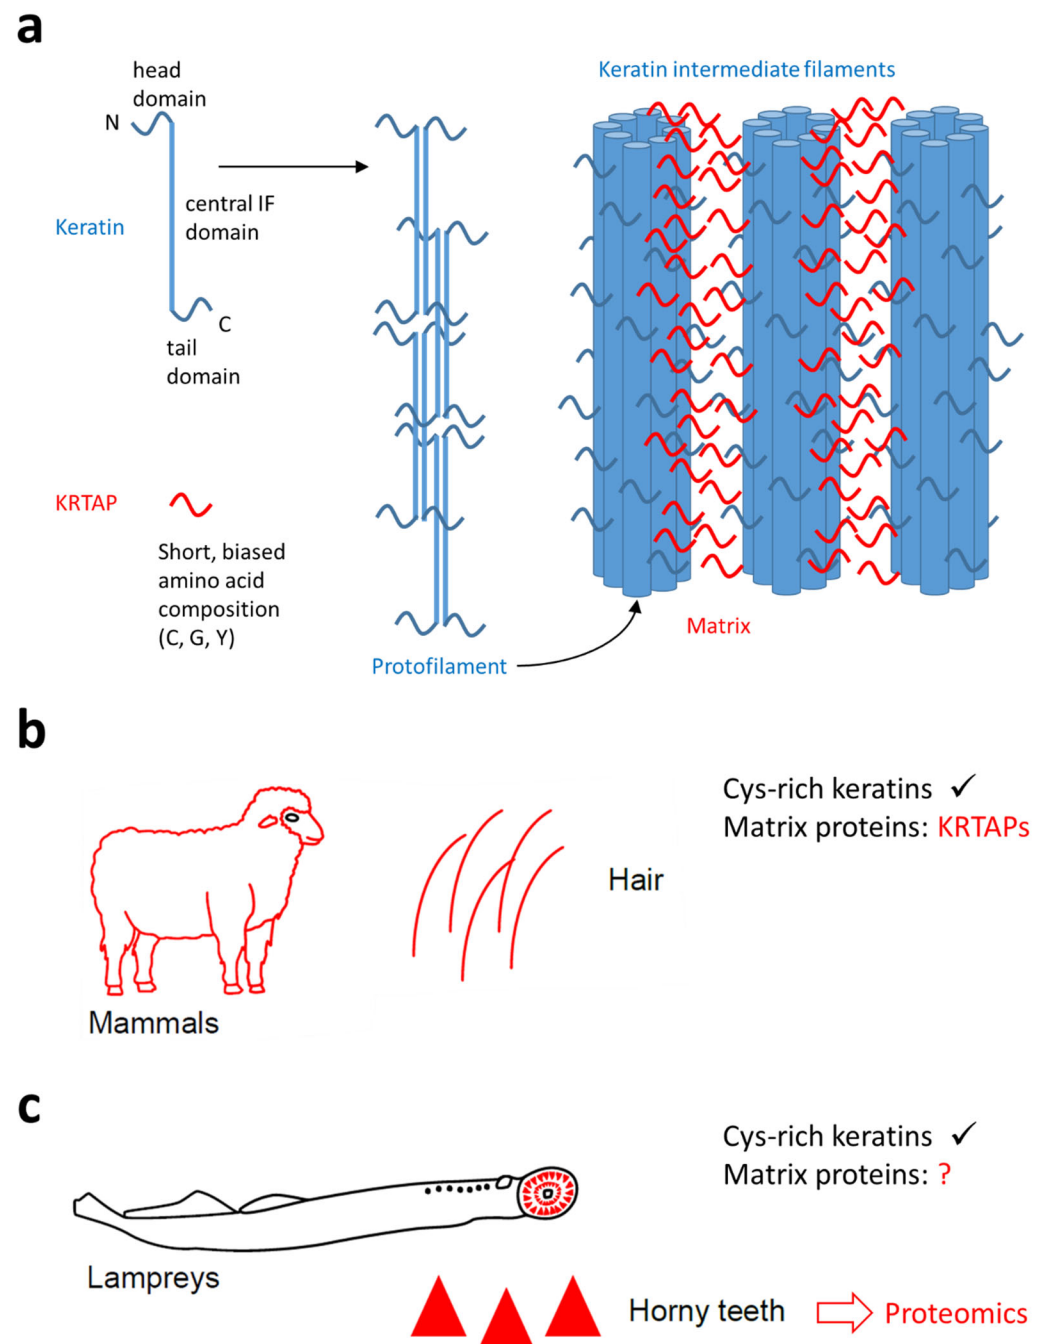 a
head
domain
N
Keratin intermediate filaments
central IF
domain
Keratin
C
tail
domain
KRTAP
Short, biased
amino acid
composition
(C, G, Y)
Matrix
Protofilament
b
Cys-rich keratins ✓
Matrix proteins: KRTAPs
Hair
Mammals
c
Cys-rich keratins ✓
Matrix proteins: ?
Lampreys
Horny teeth
Proteomics